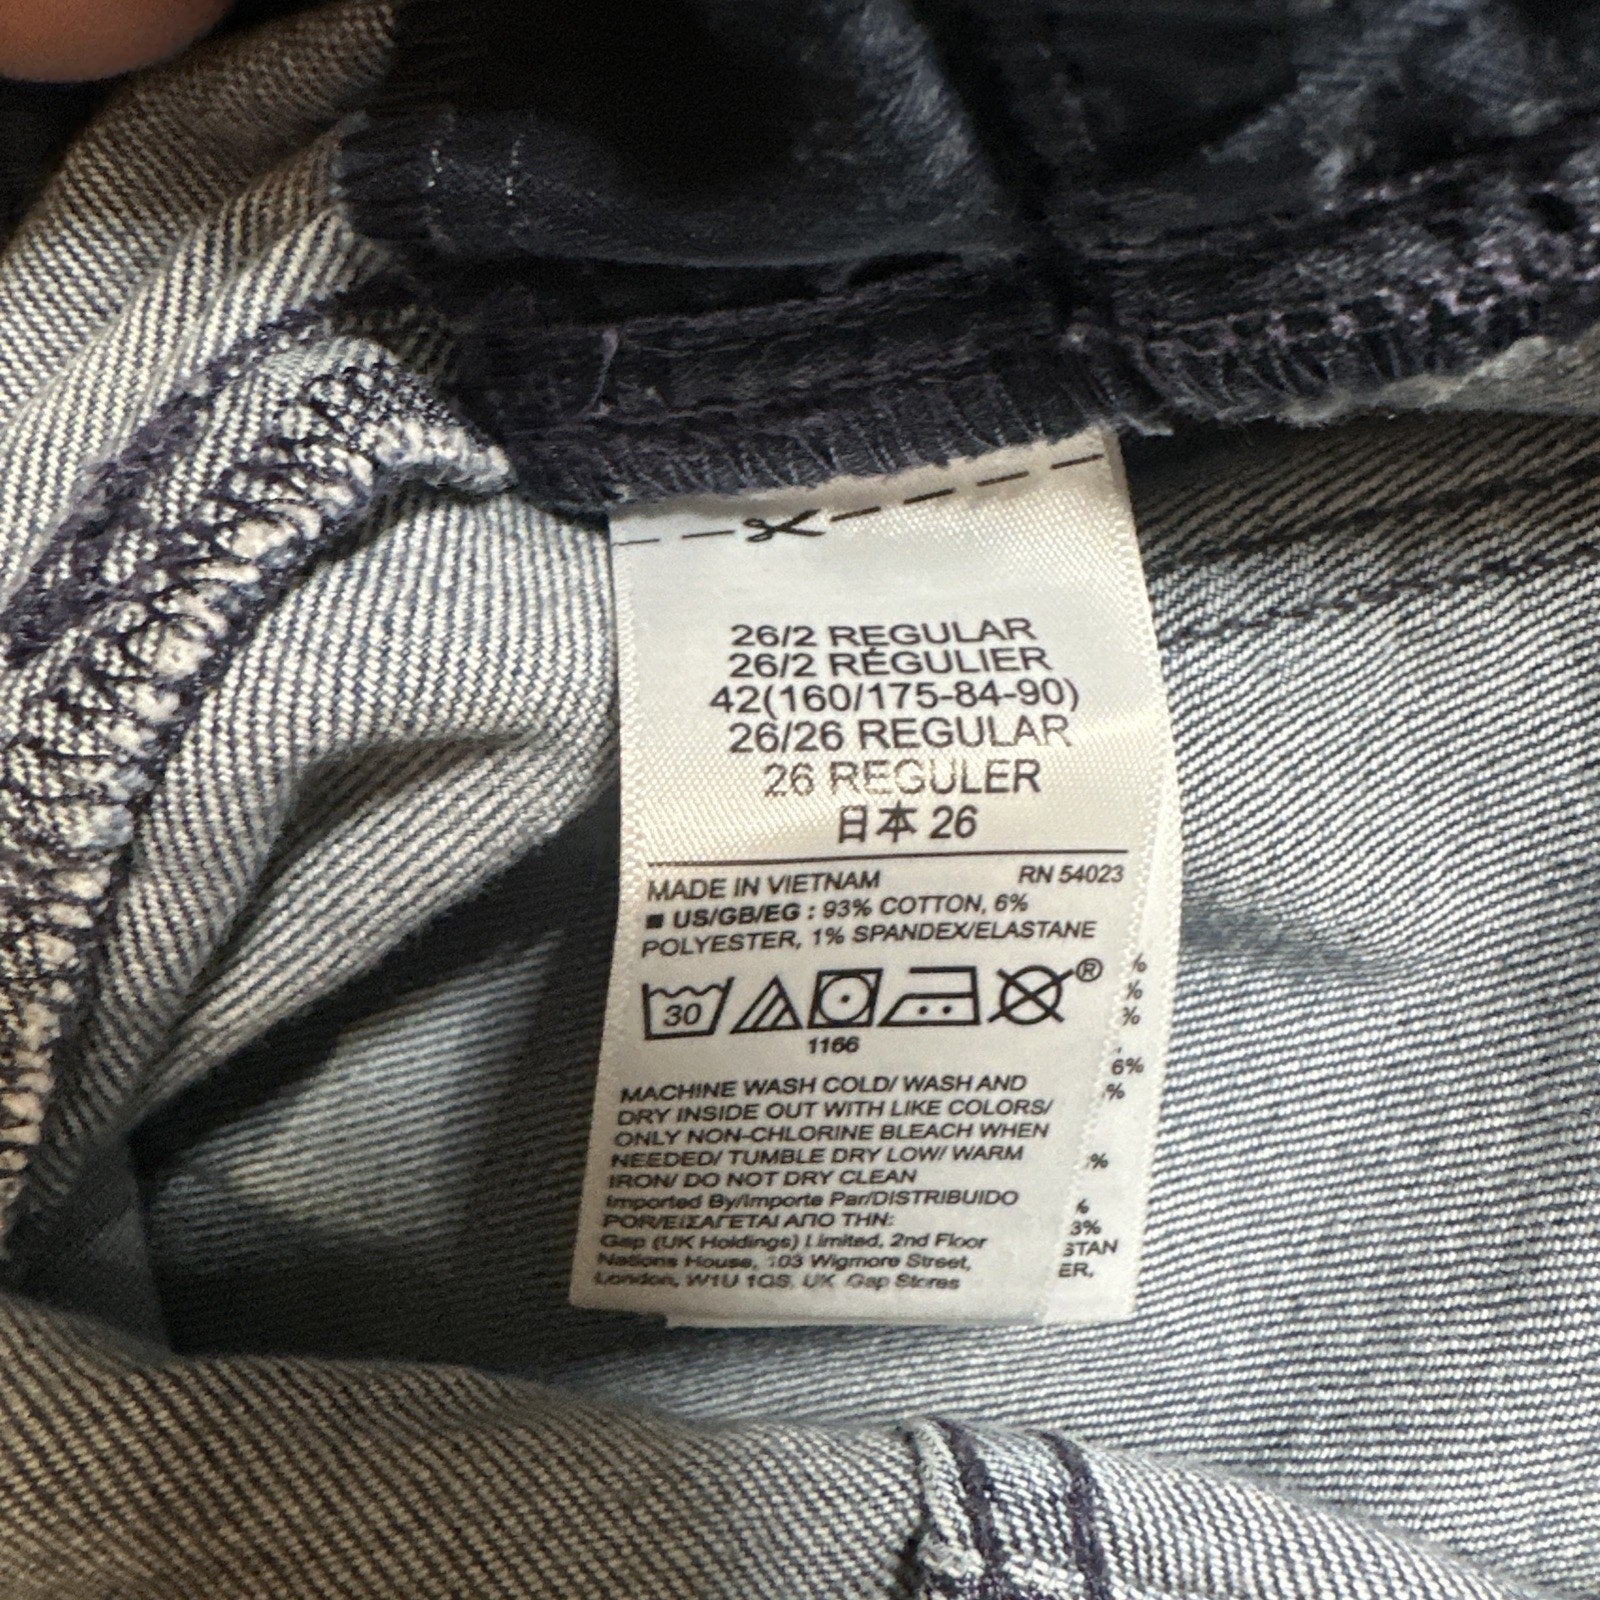 26/2 REGULAR
26/2 RÉGULIER
42(160/175-84-90)
26/26 REGULAR
26 REGULER
日本 26
MADE IN VIETNAM RN 54023
■ US/GB/EG : 93% COTTON, 6%
POLYESTER, 1% SPANDEX/ELASTANE
30 ®
1166
MACHINE WASH COLD/ WASH AND
DRY INSIDE OUT WITH LIKE COLORS/
ONLY NON-CHLORINE BLEACH WHEN
NEEDED/ TUMBLE DRY LOW/ WARM
IRON/ DO NOT DRY CLEAN
Imported By/Importe Par/DISTRIBUIDO
POR/ΕΙΣΑΓΕΤΑΙ ΑΠΟ ΤΗΝ:
Gap (UK Holdings) Limited, 2nd Floor
Nations House, 103 Wigmore Street,
London, W1U 1QS, UK Gap Stores
%
%
%
6%
%
%
%
3%
STAN
ER,